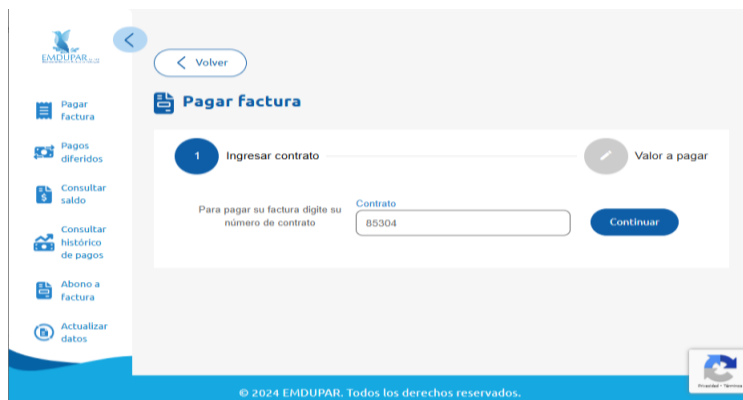 EMDUPAR
Volver
Pagar factura
Pagar
factura
Pagos
diferidos
Consultar
saldo
Consultar
histórico
de pagos
Abono a
factura
Actualizar
datos
1
Ingresar contrato
Valor a pagar
Para pagar su factura digite su
número de contrato
Contrato
85304
Continuar
Privacidad - Términos
© 2024 EMDUPAR. Todos los derechos reservados.